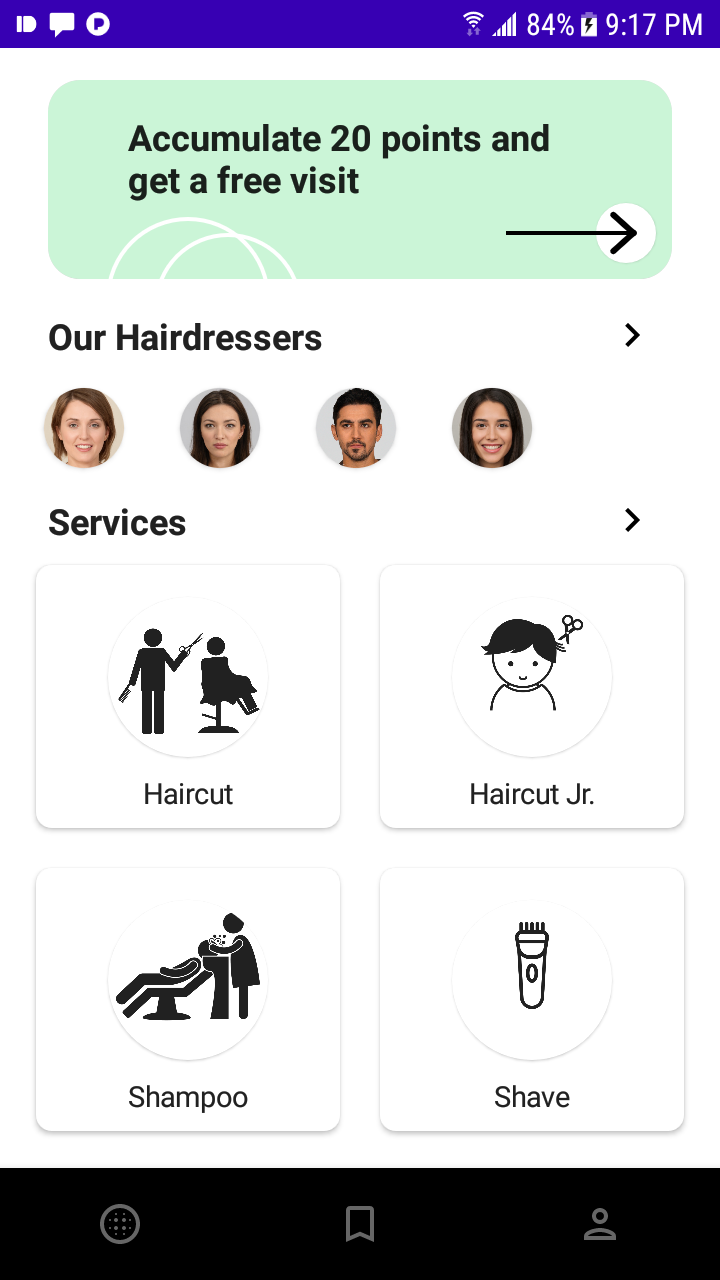 84% 9:17 PM
Accumulate 20 points and
get a free visit
Our Hairdressers
Services
Haircut
Haircut Jr.
Shampoo
Shave